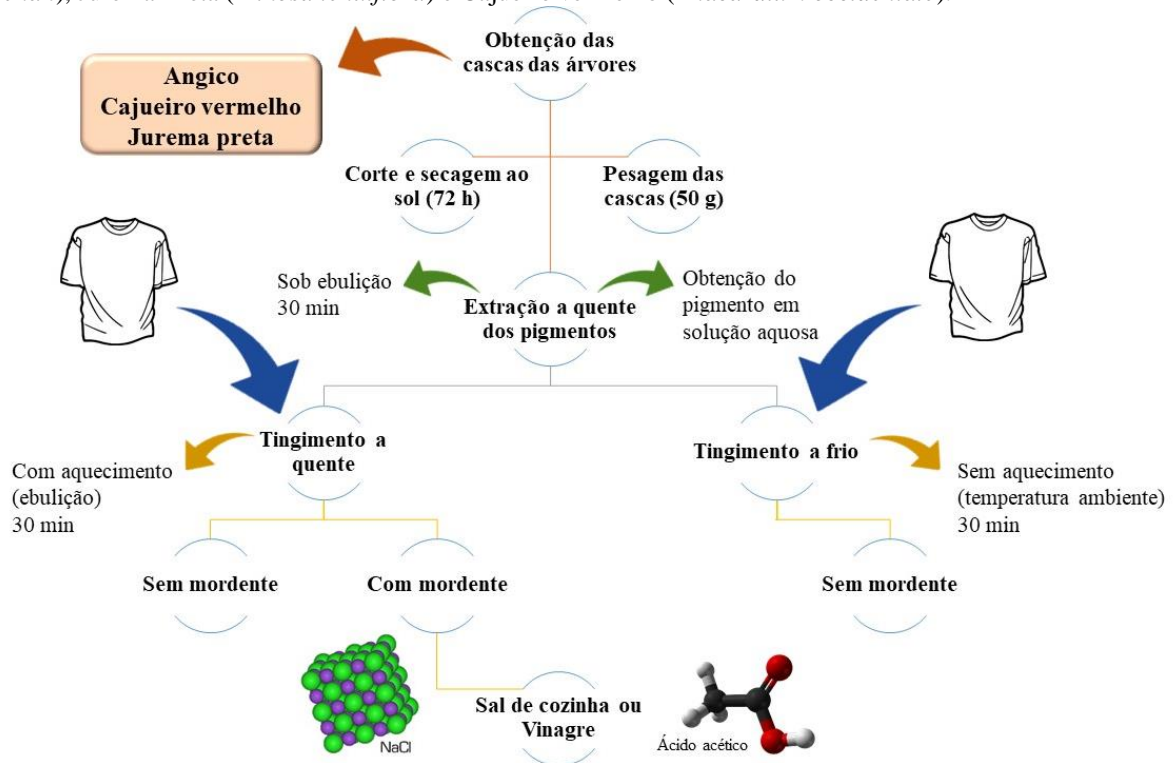 Obtenção das
cascas das árvores
Angico
Cajueiro vermelho
Jurema preta
Corte e secagem ao
sol (72 h)
Pesagem das
cascas (50 g)
Sob ebulição
30 min
Extração a quente
dos pigmentos
Obtenção do
pigmento em
solução aquosa
Tingimento a
quente
Tingimento a frio
Com aquecimento
(ebulição)
30 min
Sem aquecimento
(temperatura ambiente)
30 min
Sem mordente
Com mordente
Sem mordente
Sal de cozinha ou
Vinagre
NaCl
Ácido acético